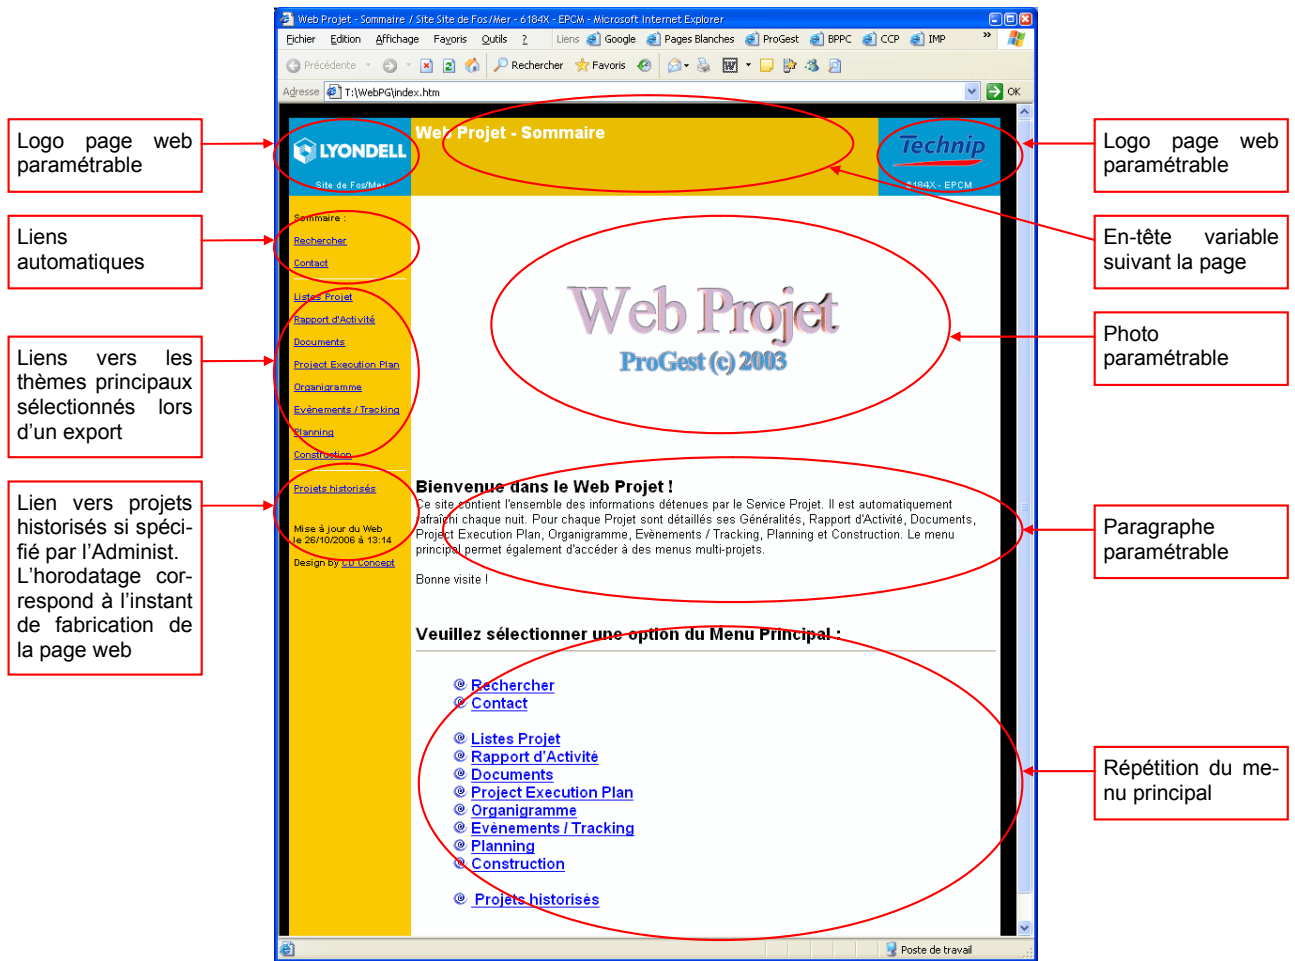 Web Projet - Sommaire / Site Site de Fos/Mer - 6184X - EPCM - Microsoft Internet Explorer
Fichier Edition Affichage Favoris Outils ? Liens Google Pages Blanches ProGest BPPC CCP IMP »
Précédente Rechercher Favoris
Adresse T:\WebPG\index.htm OK
LYONDELL
Site de Fos/Mer
Web Projet - Sommaire
Technip
6184X - EPCM
Sommaire :
Rechercher
Contact
Listes Projet
Rapport d'Activité
Documents
Project Execution Plan
Organigramme
Evènements / Tracking
Planning
Construction
Projets historisés
Mise à jour du Web
le 26/10/2006 à 13:14
Design by CD Concept
Web Projet
ProGest (c) 2003
Bienvenue dans le Web Projet !
Ce site contient l'ensemble des informations détenues par le Service Projet. Il est automatiquement
rafraîchi chaque nuit. Pour chaque Projet sont détaillés ses Généralités, Rapport d'Activité, Documents,
Project Execution Plan, Organigramme, Evènements / Tracking, Planning et Construction. Le menu
principal permet également d'accéder à des menus multi-projets.
Bonne visite !
Veuillez sélectionner une option du Menu Principal :
Rechercher
Contact
Listes Projet
Rapport d'Activité
Documents
Project Execution Plan
Organigramme
Evènements / Tracking
Planning
Construction
Projets historisés
Poste de travail
Logo page web
paramétrable
Liens
automatiques
Liens vers les
thèmes principaux
sélectionnés lors
d'un export
Lien vers projets
historisés si spéci-
fié par l'Administ.
L'horodatage cor-
respond à l'instant
de fabrication de
la page web
Logo page web
paramétrable
En-tête variable
suivant la page
Photo
paramétrable
Paragraphe
paramétrable
Répétition du me-
nu principal